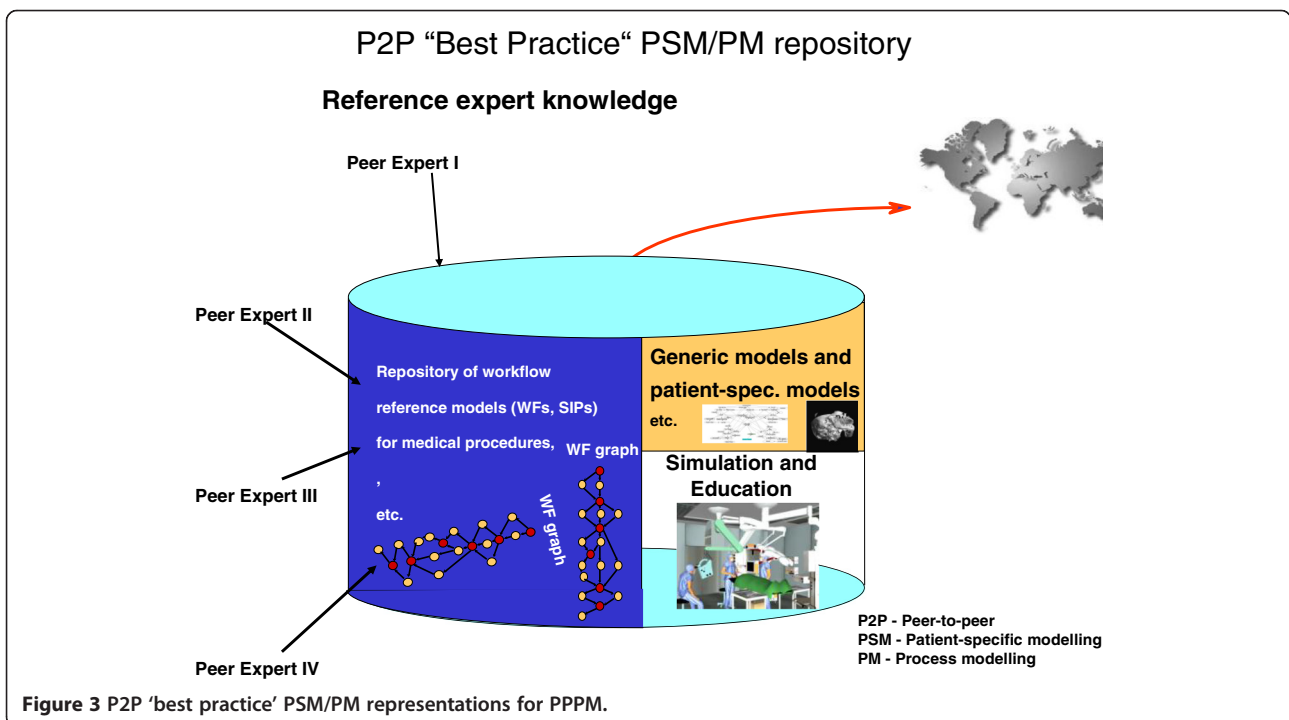 P2P “Best Practice“ PSM/PM repository
Reference expert knowledge
Peer Expert I
Peer Expert II
Peer Expert III
Peer Expert IV
Repository of workflow
reference models (WFs, SIPs)
for medical procedures,
,
etc.
WF graph
WF graph
Generic models and
patient-spec. models
etc.
Simulation and
Education
P2P - Peer-to-peer
PSM - Patient-specific modelling
PM - Process modelling
Figure 3 P2P ‘best practice’ PSM/PM representations for PPPM.